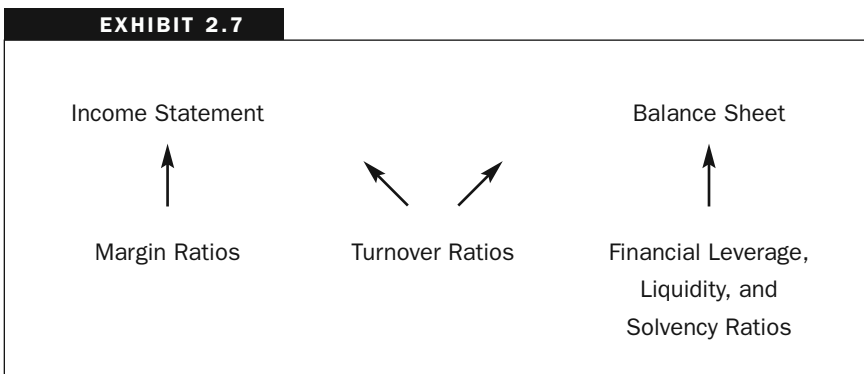 EXHIBIT 2.7
Income Statement
Balance Sheet
Margin Ratios
Turnover Ratios
Financial Leverage,
Liquidity, and
Solvency Ratios